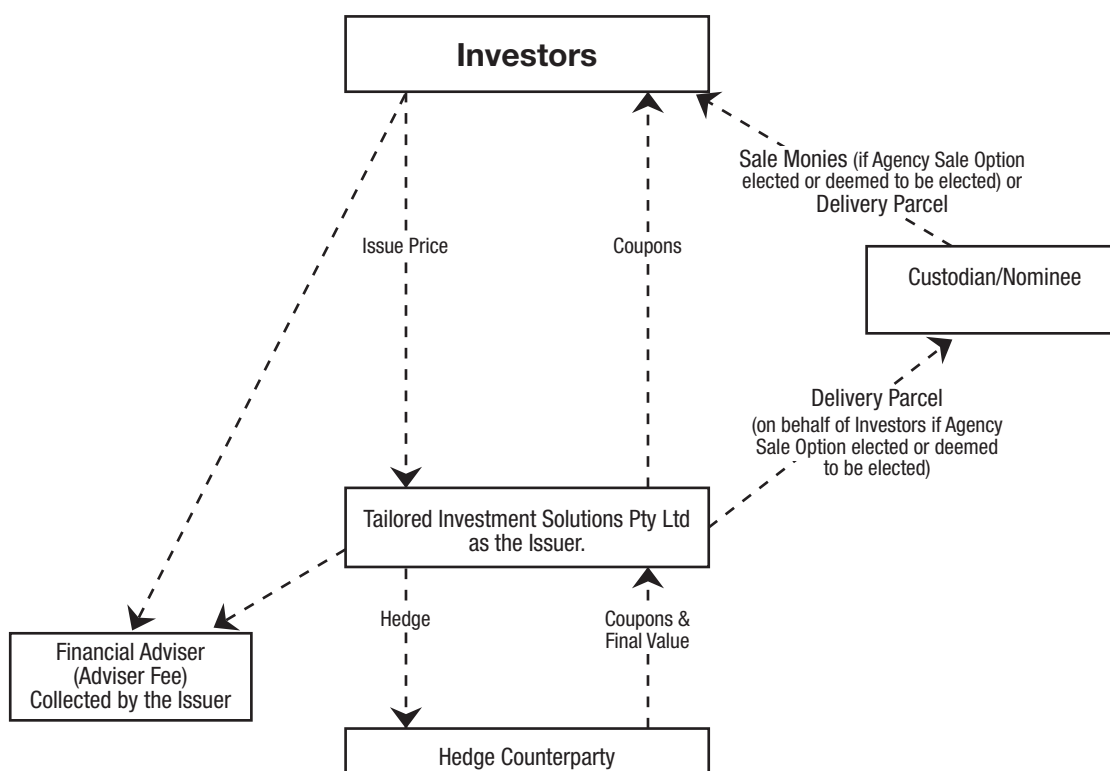 Investors
Sale Monies (if Agency Sale Option
elected or deemed to be elected) or
Delivery Parcel
Issue Price
Coupons
Custodian/Nominee
Delivery Parcel
(on behalf of Investors if Agency
Sale Option elected or deemed
to be elected)
Tailored Investment Solutions Pty Ltd
as the Issuer.
Hedge
Coupons &
Final Value
Financial Adviser
(Adviser Fee)
Collected by the Issuer
Hedge Counterparty